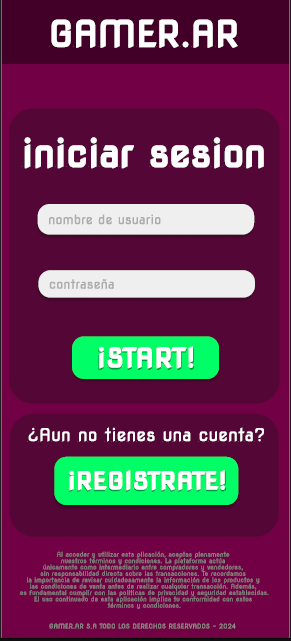 GAMER.AR
iniciar sesion
nombre de usuario
contraseña
¡START!
¿Aun no tienes una cuenta?
¡REGISTRATE!
Al acceder y utilizar esta plicación, aceptas plenamente
nuestros términos y condiciones. La plataforma actúa
únicamente como intermediario entre compradores y vendedores,
sin responsabilidad directa sobre las transacciones. Te recordamos
la importancia de revisar cuidadosamente la información de los productos y
las condiciones de venta antes de realizar cualquier transacción. Además,
es fundamental cumplir con las políticas de privacidad y seguridad establecidas.
El uso continuado de esta aplicación implica tu conformidad con estos
términos y condiciones.
GAMER.AR S.A TODO LOS DERECHOS RESERVADOS - 2024